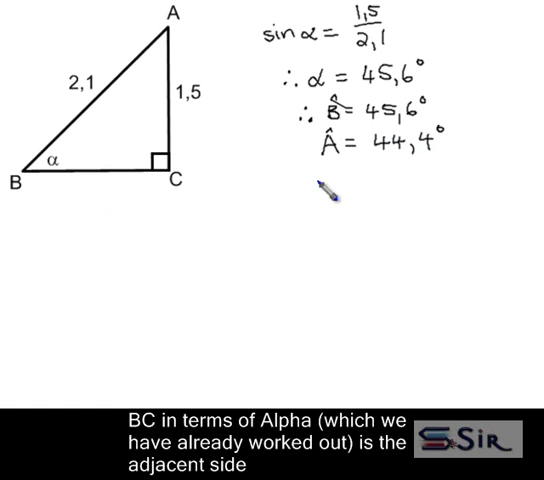 A
sin α = 1,5 / 2,1
2,1
∴ α = 45,6°
1,5
∴ B̂ = 45,6°
Â = 44,4°
α
B
C
BC in terms of Alpha (which we
have already worked out) is the
adjacent side
SSir